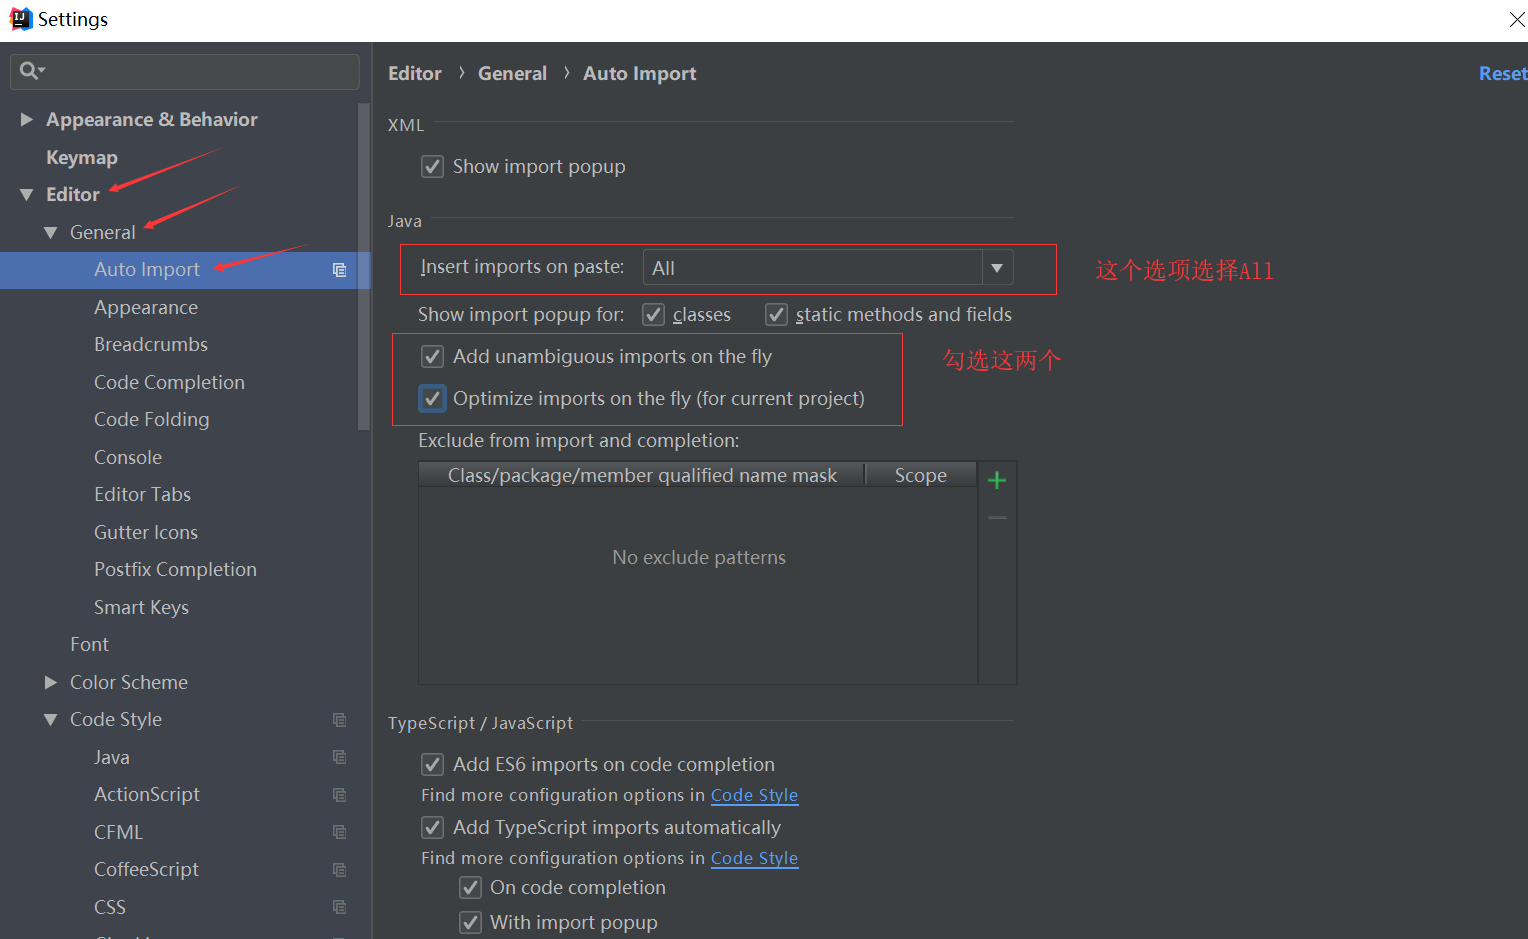 Settings
Editor › General › Auto Import
Reset
Appearance & Behavior
Keymap
Editor
General
Auto Import
Appearance
Breadcrumbs
Code Completion
Code Folding
Console
Editor Tabs
Gutter Icons
Postfix Completion
Smart Keys
Font
Color Scheme
Code Style
Java
ActionScript
CFML
CoffeeScript
CSS
XML
Show import popup
Java
Insert imports on paste: All
这个选项选择All
Show import popup for: classes static methods and fields
Add unambiguous imports on the fly
勾选这两个
Optimize imports on the fly (for current project)
Exclude from import and completion:
Class/package/member qualified name mask Scope
No exclude patterns
TypeScript / JavaScript
Add ES6 imports on code completion
Find more configuration options in Code Style
Add TypeScript imports automatically
Find more configuration options in Code Style
On code completion
With import popup